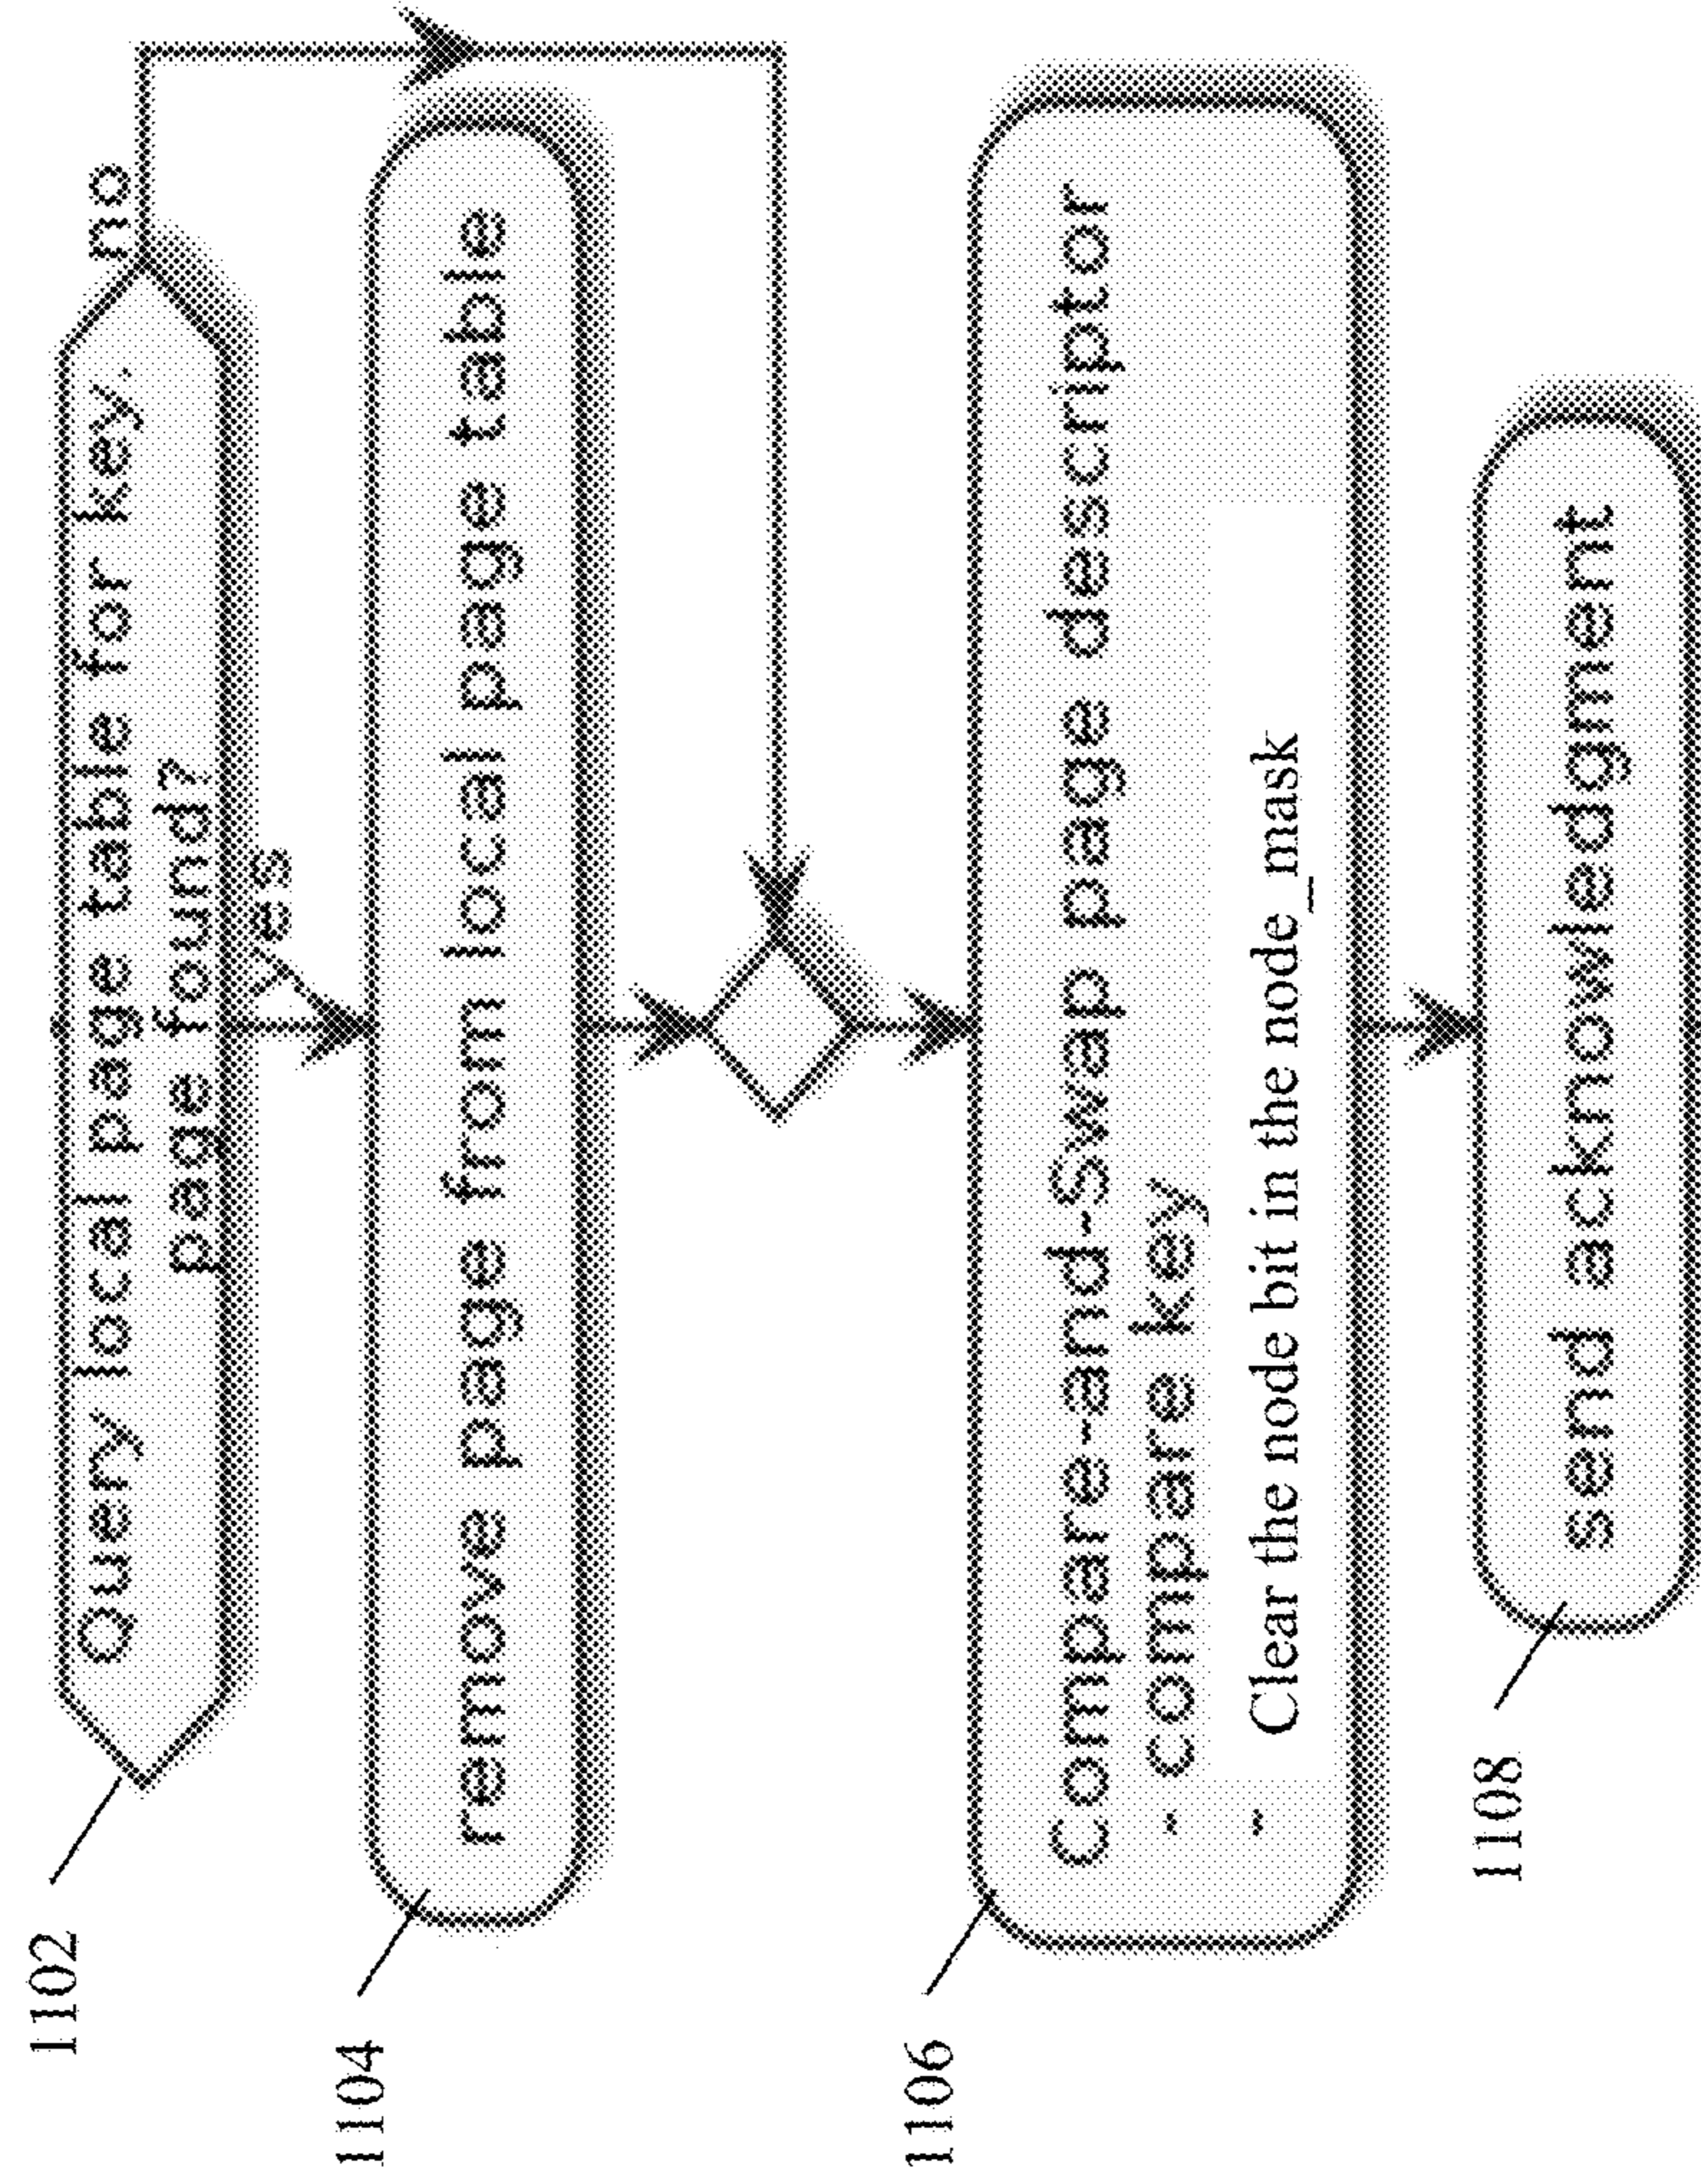 1102
Query local page table for key.
page found?
no
yes
1104
remove page from local page table
1106
Compare-and-Swap page descriptor
- compare key
- Clear the node bit in the node_mask
1108
send acknowledgment